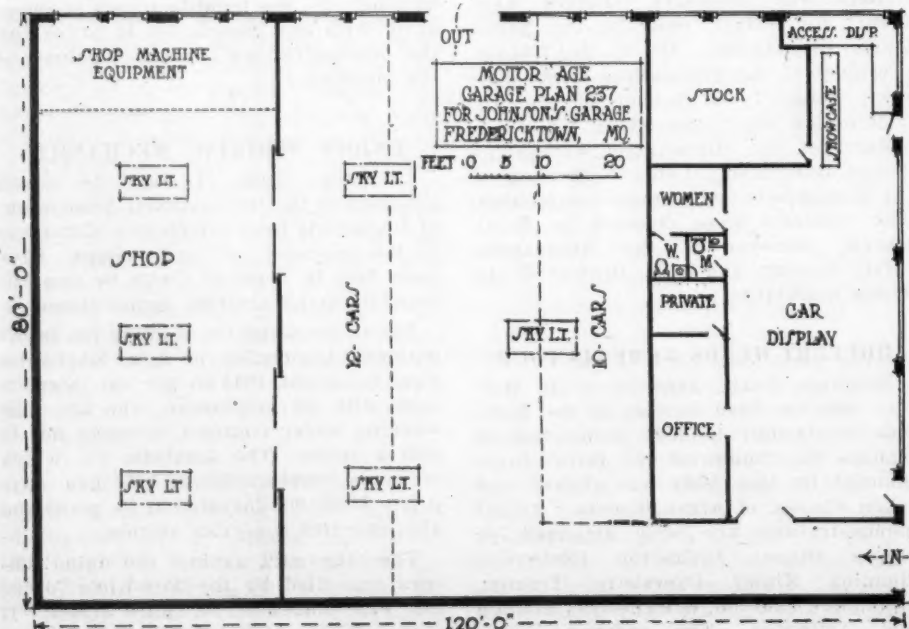 OUT
SHOP MACHINE
EQUIPMENT
MOTOR AGE
GARAGE PLAN 237
FOR JOHNSON'S GARAGE
FREDERICKTOWN, MO.
FEET 0 5 10 20
ACCESS. DISP.
STOCK
SHOWCASE
SKY LT.
SKY LT.
WOMEN
W.
M.
SHOP
PRIVATE
CAR
DISPLAY
12 CARS
10 CARS
SKY LT.
SKY LT.
OFFICE
SKY LT
SKY LT.
IN
80'-0"
120'-0"